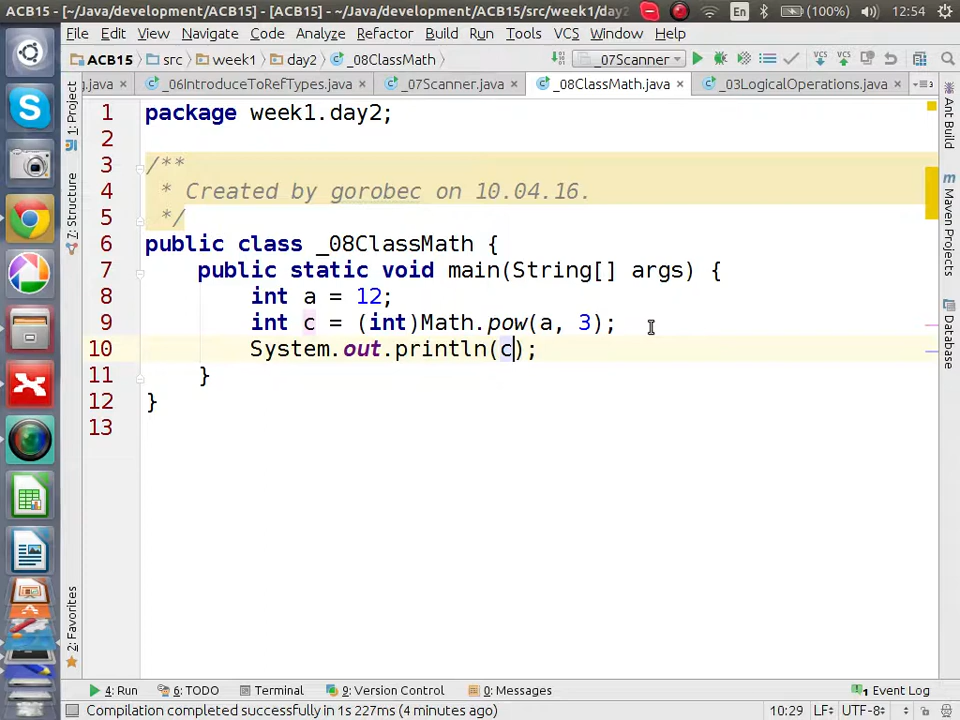 ACB15 - [~/Java/development/ACB15] - [ACB15] - ~/Java/development/ACB15/src/week1/day2
En (100%) 12:54
File Edit View Navigate Code Analyze Refactor Build Run Tools VCS Window Help
ACB15 src week1 day2 _08ClassMath _07Scanner VCS VCS
.java _06IntroduceToRefTypes.java _07Scanner.java _08ClassMath.java _03LogicalOperations.java
1 package week1.day2;
2
3 /**
4 * Created by gorobec on 10.04.16.
5 */
6 public class _08ClassMath {
7 public static void main(String[] args) {
8 int a = 12;
9 int c = (int)Math.pow(a, 3);
10 System.out.println(c);
11 }
12 }
13
1: Project
7: Structure
2: Favorites
Ant Build
Maven Projects
Database
4: Run 6: TODO Terminal 9: Version Control 0: Messages 1 Event Log
Compilation completed successfully in 1s 227ms (4 minutes ago) 10:29 LF÷ UTF-8÷